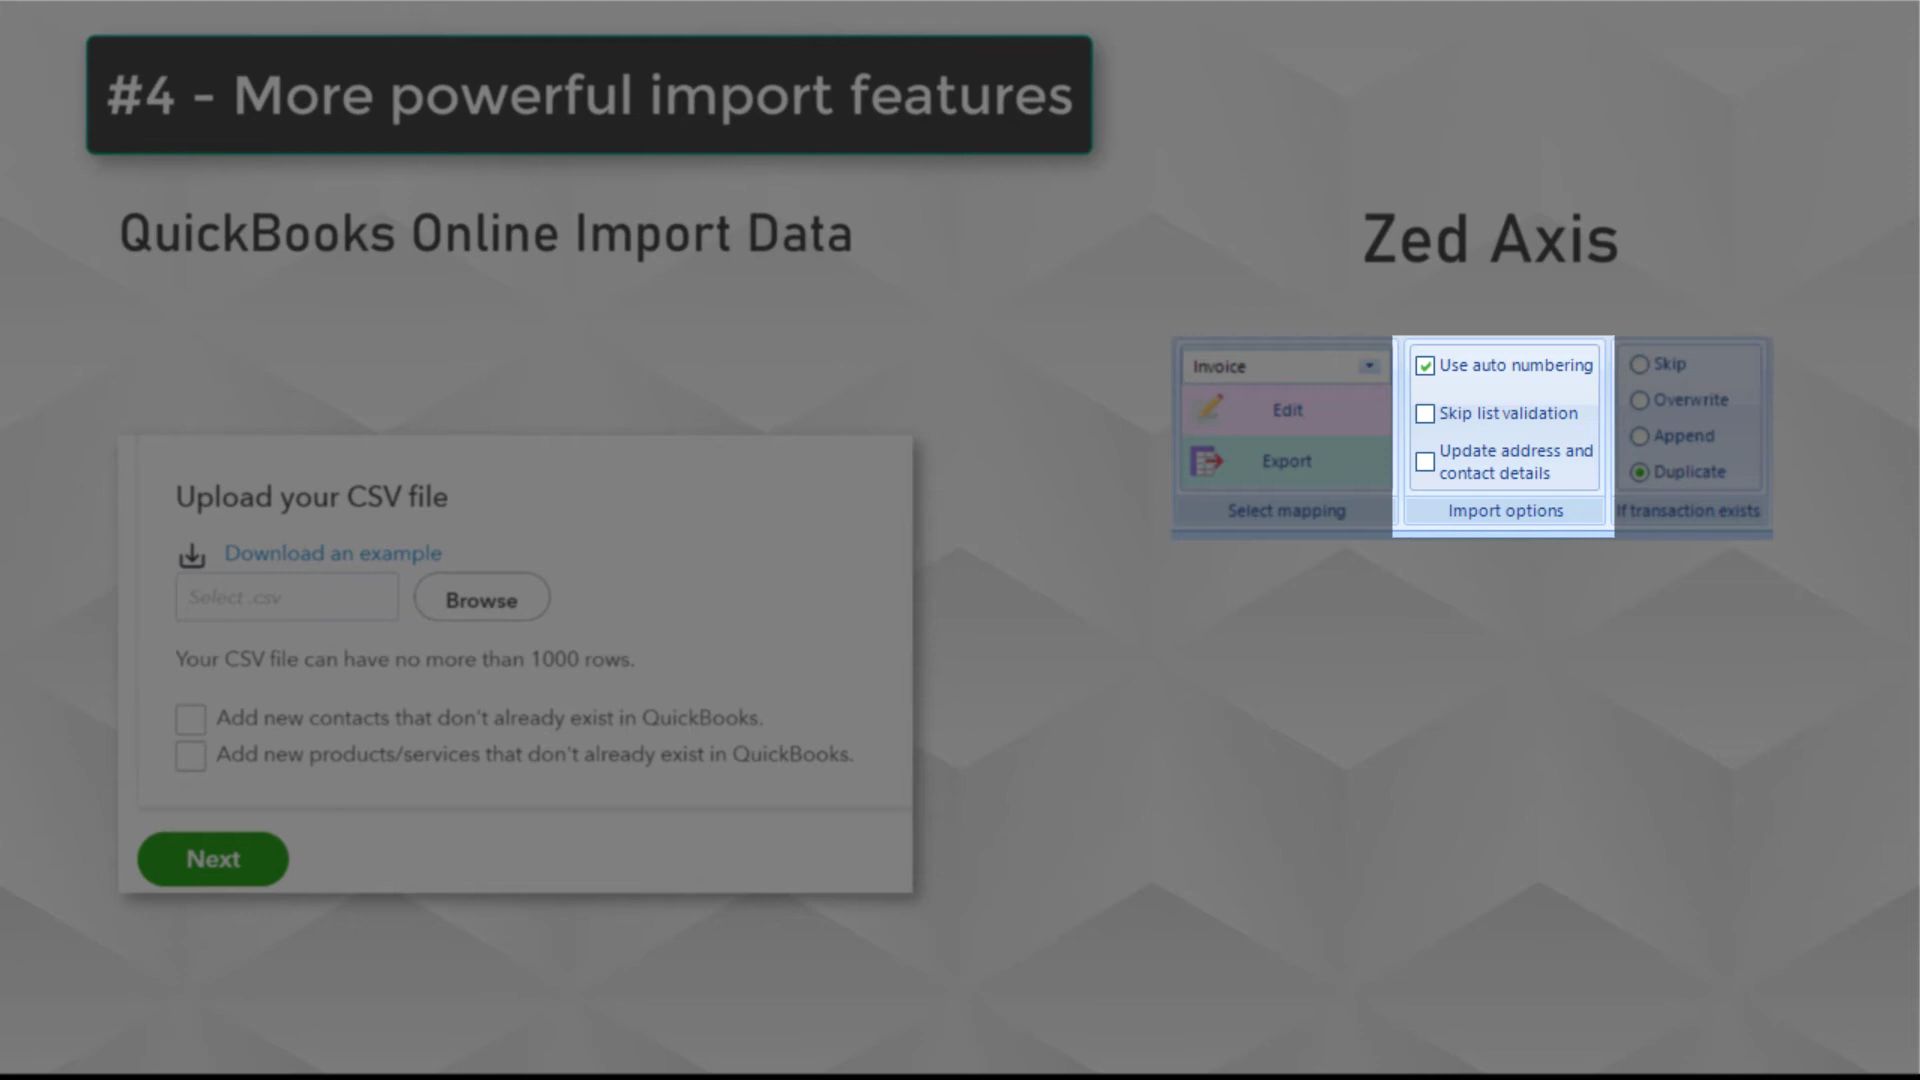 #4 - More powerful import features
QuickBooks Online Import Data
Zed Axis
Upload your CSV file
Download an example
Select .csv
Browse
Your CSV file can have no more than 1000 rows.
Add new contacts that don't already exist in QuickBooks.
Add new products/services that don't already exist in QuickBooks.
Next
Invoice
Edit
Export
Select mapping
Use auto numbering
Skip list validation
Update address and
contact details
Import options
Skip
Overwrite
Append
Duplicate
If transaction exists